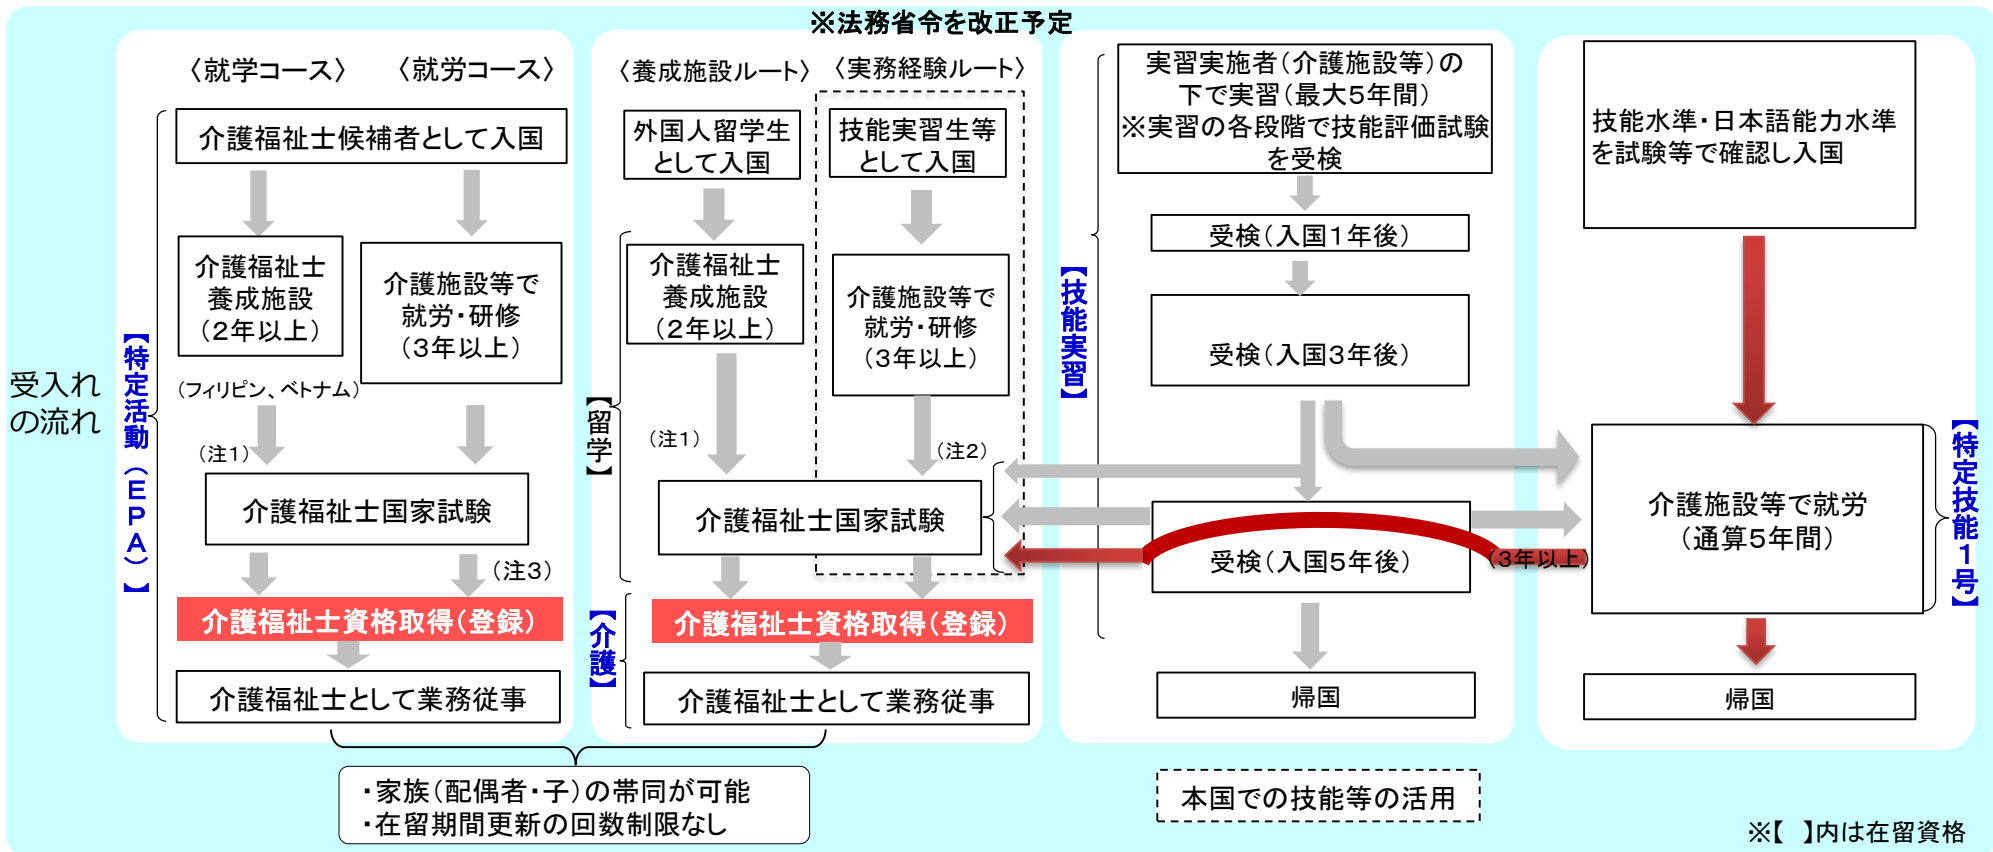 ※法務省令を改正予定
受入れ
の流れ
〈就学コース〉
〈就労コース〉
【特定活動（ＥＰＡ）】
介護福祉士候補者として入国
介護福祉士
養成施設
（２年以上）
介護施設等で
就労・研修
（３年以上）
（フィリピン、ベトナム）
（注１）
介護福祉士国家試験
（注３）
介護福祉士資格取得（登録）
介護福祉士として業務従事
〈養成施設ルート〉
〈実務経験ルート〉
外国人留学生
として入国
技能実習生等
として入国
【留学】
介護福祉士
養成施設
（２年以上）
介護施設等で
就労・研修
（３年以上）
（注１）
（注２）
介護福祉士国家試験
【介護】
介護福祉士資格取得（登録）
介護福祉士として業務従事
・家族（配偶者・子）の帯同が可能
・在留期間更新の回数制限なし
【技能実習】
実習実施者（介護施設等）の
下で実習（最大５年間）
※実習の各段階で技能評価試験
を受検
受検（入国１年後）
受検（入国３年後）
受検（入国５年後）
帰国
本国での技能等の活用
技能水準・日本語能力水準
を試験等で確認し入国
介護施設等で就労
（通算５年間）
（３年以上）
【特定技能１号】
帰国
※【　】内は在留資格